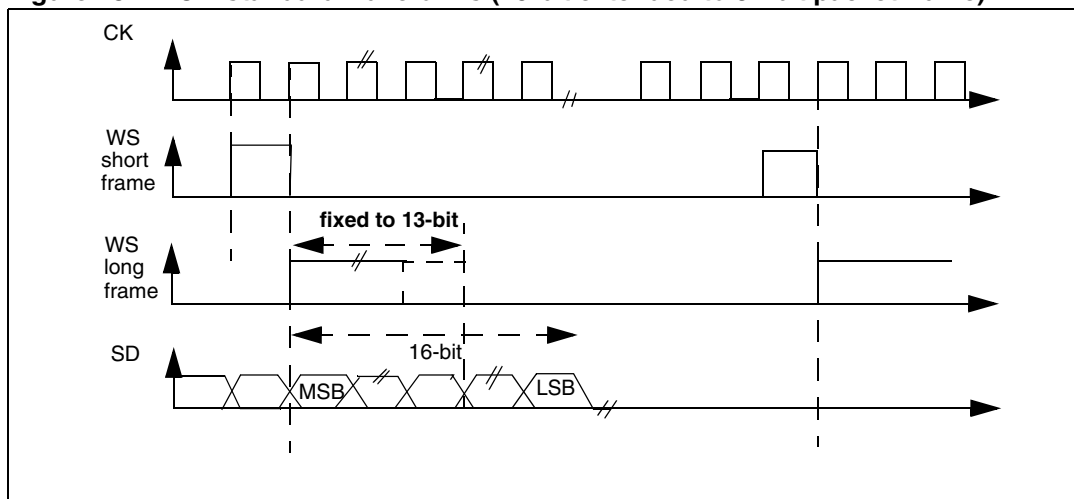 CK
WS
short
frame
fixed to 13-bit
WS
long
frame
16-bit
SD
MSB
LSB